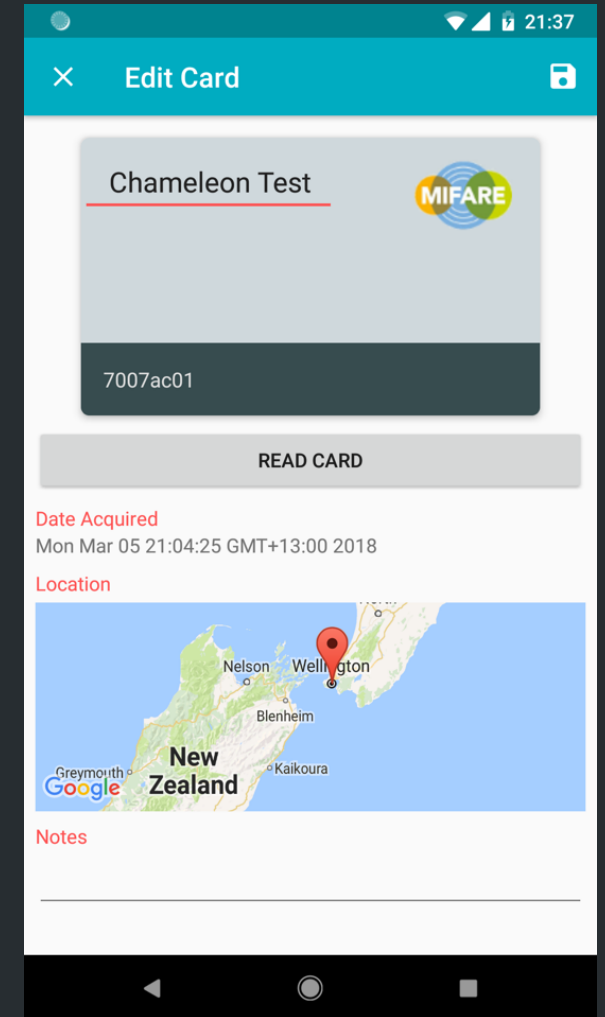 21:37
Edit Card
Chameleon Test
MIFARE
7007ac01
READ CARD
Date Acquired
Mon Mar 05 21:04:25 GMT+13:00 2018
Location
Nelson
Wellington
Blenheim
New
Zealand
Kaikoura
Greymouth
Google
Notes